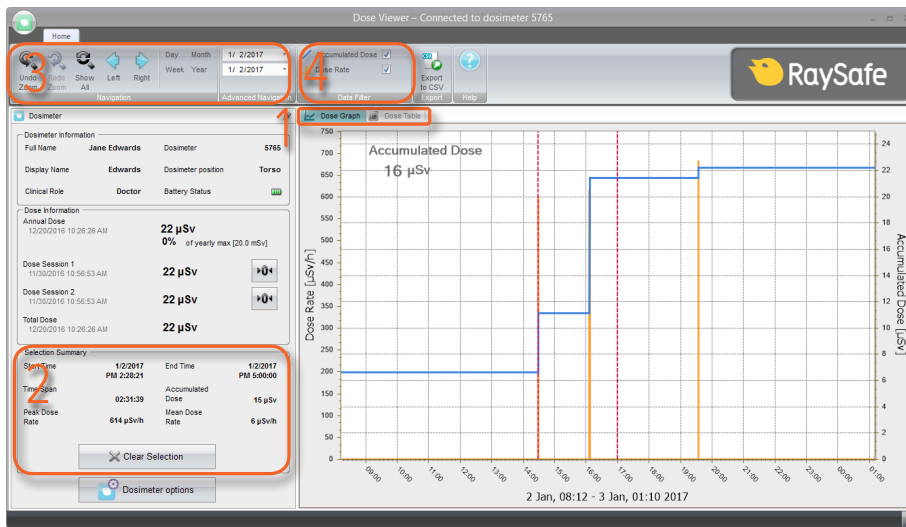 Dose Viewer – Connected to dosimeter 5765
Home
Undo Zoom
Redo Zoom
Show All
Left
Right
Navigation
Day Month
Week Year
1/ 2/2017
1/ 2/2017
Advanced Navigation
Accumulated Dose
Dose Rate
Data Filter
CSV
Export to CSV
Export
Help
3
4
1
RaySafe
Dosimeter
Dosimeter Information
Full Name Jane Edwards Dosimeter 5765
Display Name Edwards Dosimeter position Torso
Clinical Role Doctor Battery Status
Dose Information
Annual Dose
12/20/2016 10:26:26 AM 22 µSv
0% of yearly max [20.0 mSv]
Dose Session 1
11/30/2016 10:56:53 AM 22 µSv
›0‹
Dose Session 2
11/30/2016 10:56:53 AM 22 µSv
›0‹
Total Dose
12/20/2016 10:26:26 AM 22 µSv
Selection Summary
2
Start Time 1/2/2017 PM 2:28:21 End Time 1/2/2017 PM 5:00:00
Time Span 02:31:39 Accumulated Dose 15 µSv
Peak Dose Rate 614 µSv/h Mean Dose Rate 6 µSv/h
Clear Selection
Dosimeter options
Dose Graph Dose Table
Accumulated Dose
16 µSv
Dose Rate [µSv/h]
750
700
650
600
550
500
450
400
350
300
250
200
150
100
50
0
Accumulated Dose [µSv]
24
22
20
18
16
14
12
10
8
6
4
2
0
09:00 10:00 11:00 12:00 13:00 14:00 15:00 16:00 17:00 18:00 19:00 20:00 21:00 22:00 23:00 00:00 01:00
2 Jan, 08:12 - 3 Jan, 01:10 2017